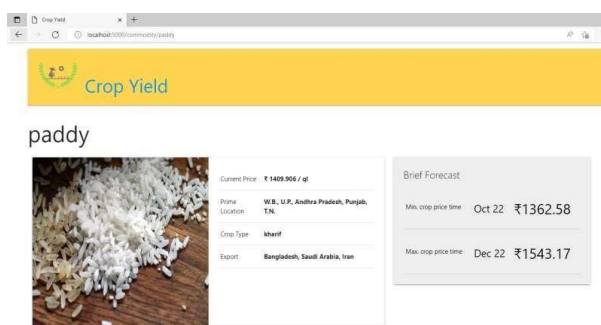 Crop Yield
localhost:5000/commodity/paddy
Crop Yield
paddy
Current Price ₹ 1409.906 / ql
Prime Location W.B., U.P., Andhra Pradesh, Punjab, T.N.
Crop Type kharif
Export Bangladesh, Saudi Arabia, Iran
Brief Forecast
Min. crop price time Oct 22 ₹1362.58
Max. crop price time Dec 22 ₹1543.17